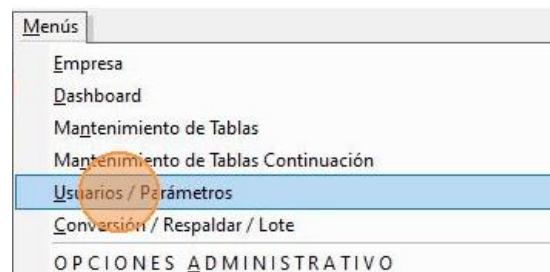 Menús
Empresa
Dashboard
Mantenimiento de Tablas
Mantenimiento de Tablas Continuación
Usuarios / Parámetros
Conversión / Respaldar / Lote
OPCIONES ADMINISTRATIVO